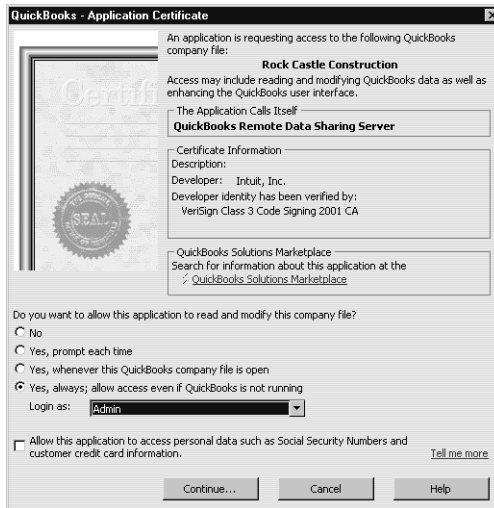 QuickBooks - Application Certificate
An application is requesting access to the following QuickBooks
company file:
Rock Castle Construction
Access may include reading and modifying QuickBooks data as well as
enhancing the QuickBooks user interface.
The Application Calls Itself
QuickBooks Remote Data Sharing Server
Certificate Information
Description:
Developer: Intuit, Inc.
Developer identity has been verified by:
VeriSign Class 3 Code Signing 2001 CA
QuickBooks Solutions Marketplace
Search for information about this application at the
QuickBooks Solutions Marketplace
Certifi
SEAL
Do you want to allow this application to read and modify this company file?
No
Yes, prompt each time
Yes, whenever this QuickBooks company file is open
Yes, always; allow access even if QuickBooks is not running
Login as: Admin
Allow this application to access personal data such as Social Security Numbers and
customer credit card information. Tell me more
Continue... Cancel Help